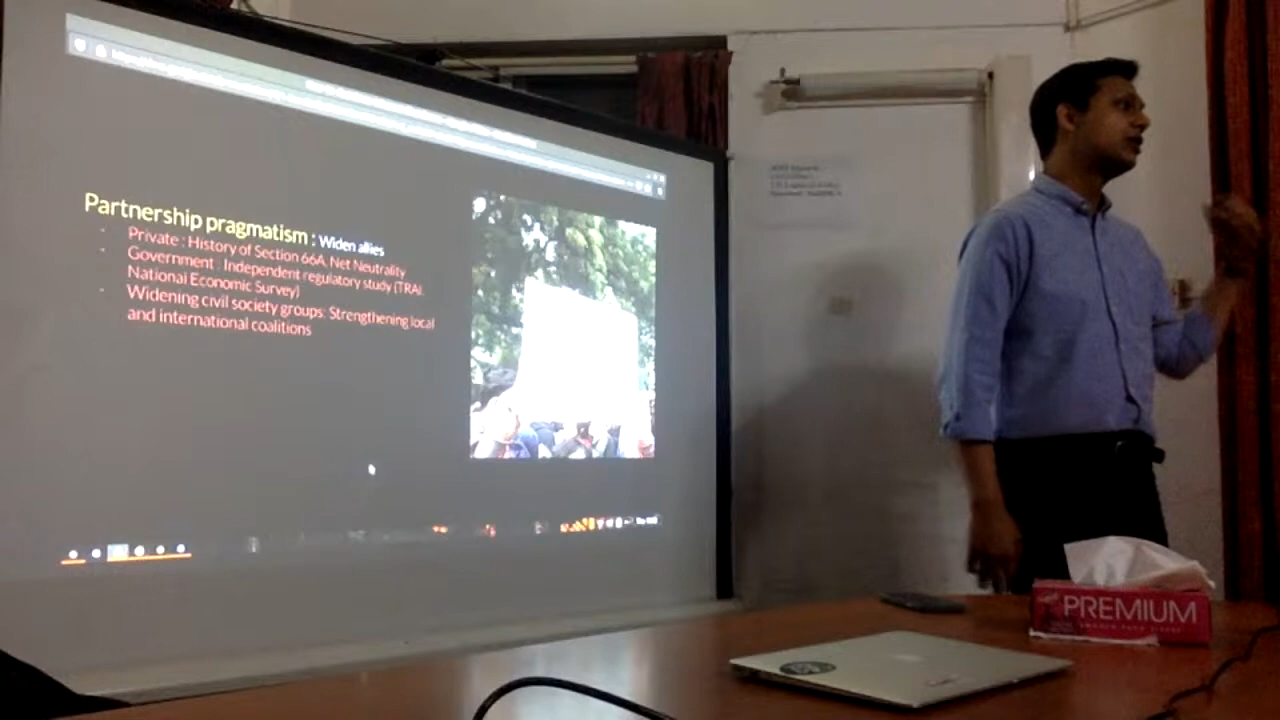 Partnership pragmatism : Widen allies
- Private : History of Section 66A, Net Neutrality
- Government : Independent regulatory study (TRAI,
National Economic Survey)
- Widening civil society groups: Strengthening local
and international coalitions
PREMIUM